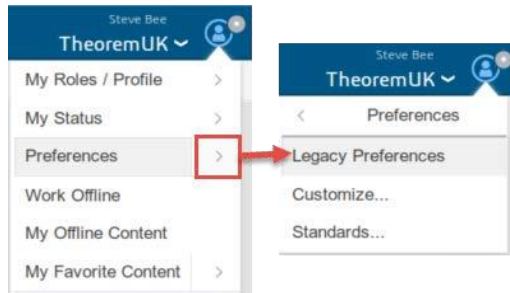 Steve Bee
TheoremUK
My Roles / Profile
My Status
Preferences
Work Offline
My Offline Content
My Favorite Content
Steve Bee
TheoremUK
Preferences
Legacy Preferences
Customize...
Standards...